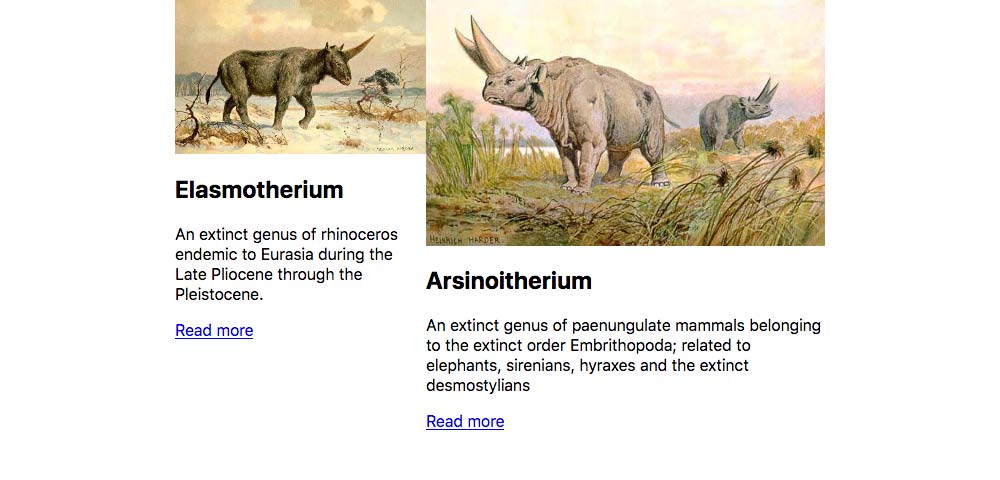 Elasmotherium
An extinct genus of rhinoceros
endemic to Eurasia during the
Late Pliocene through the
Pleistocene.
Read more
HEINRICH HARDER.
Arsinoitherium
An extinct genus of paenungulate mammals belonging
to the extinct order Embrithopoda; related to
elephants, sirenians, hyraxes and the extinct
desmostylians
Read more